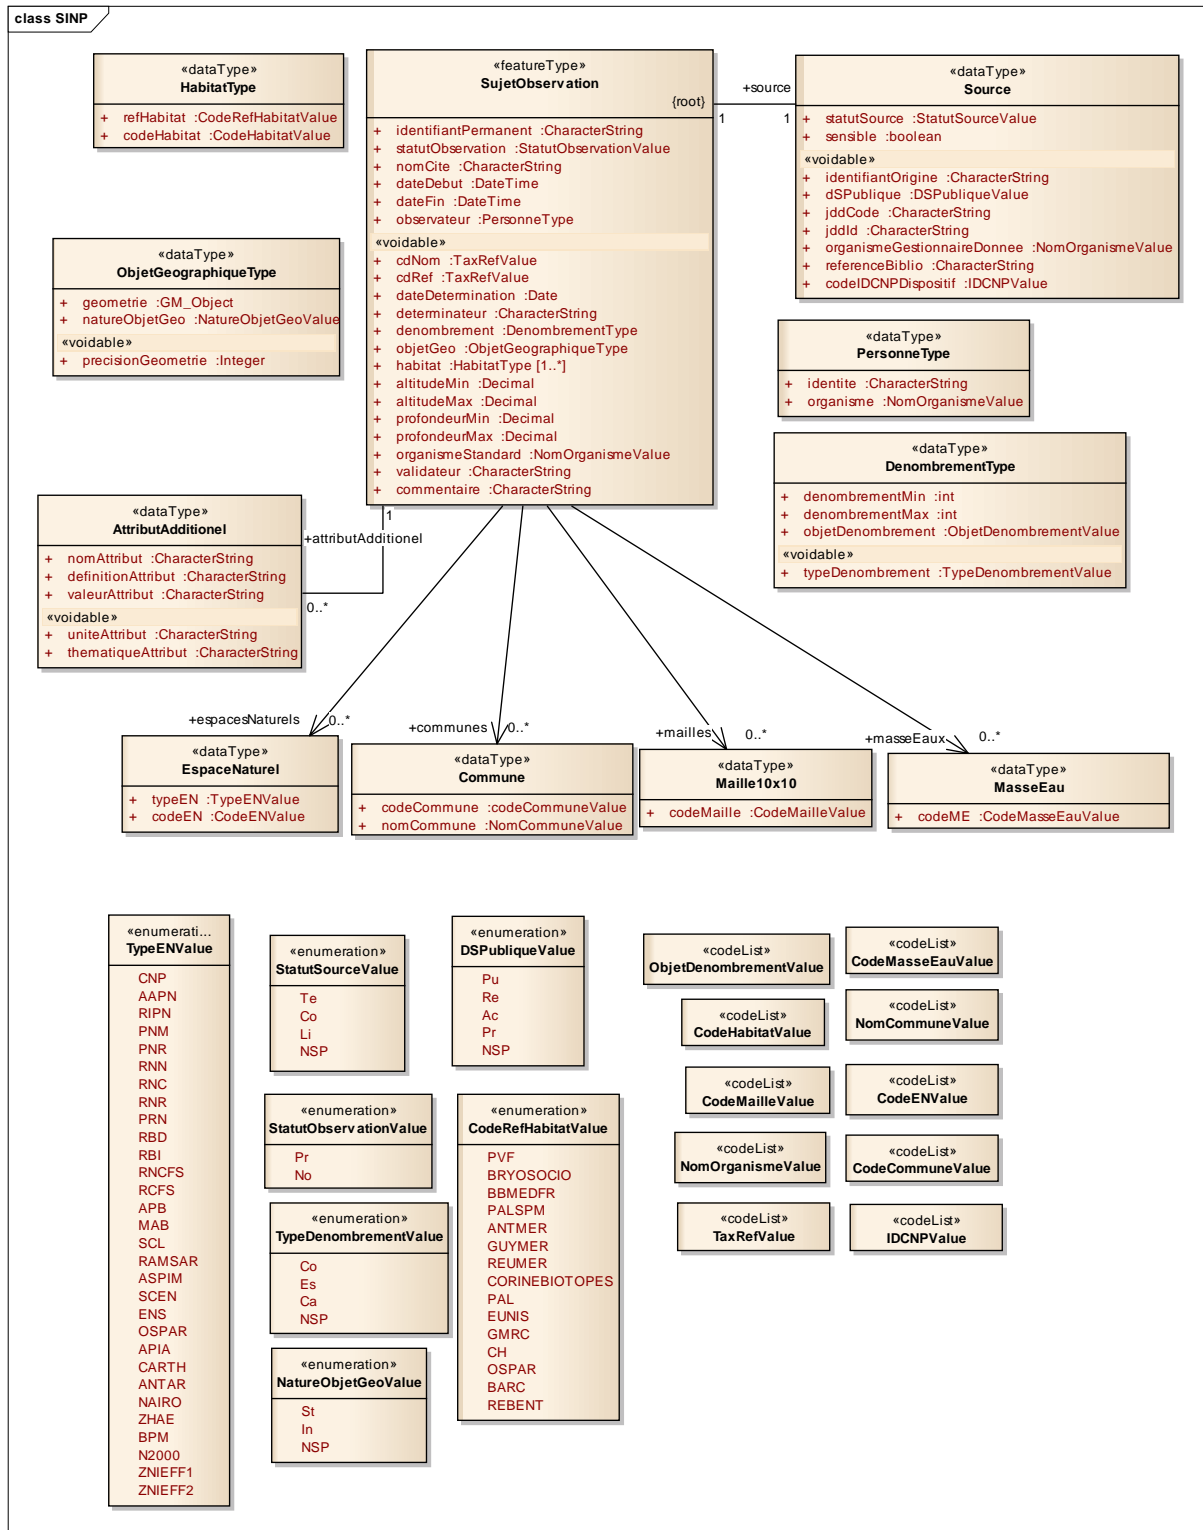 class SINP
«dataType»
HabitatType
+ refHabitat :CodeRefHabitatValue
+ codeHabitat :CodeHabitatValue
«featureType»
SujetObservation
{root}
+ identifiantPermanent :CharacterString
+ statutObservation :StatutObservationValue
+ nomCite :CharacterString
+ dateDebut :DateTime
+ dateFin :DateTime
+ observateur :PersonneType
«voidable»
+ cdNom :TaxRefValue
+ cdRef :TaxRefValue
+ dateDetermination :Date
+ determinateur :CharacterString
+ denombrement :DenombrementType
+ objetGeo :ObjetGeographiqueType
+ habitat :HabitatType [1..*]
+ altitudeMin :Decimal
+ altitudeMax :Decimal
+ profondeurMin :Decimal
+ profondeurMax :Decimal
+ organismeStandard :NomOrganismeValue
+ validateur :CharacterString
+ commentaire :CharacterString
+source
1
1
«dataType»
Source
+ statutSource :StatutSourceValue
+ sensible :boolean
«voidable»
+ identifiantOrigine :CharacterString
+ dSPublique :DSPubliqueValue
+ jddCode :CharacterString
+ jddId :CharacterString
+ organismeGestionnaireDonnee :NomOrganismeValue
+ referenceBiblio :CharacterString
+ codeIDCNPDispositif :IDCNPValue
«dataType»
ObjetGeographiqueType
+ geometrie :GM_Object
+ natureObjetGeo :NatureObjetGeoValue
«voidable»
+ precisionGeometrie :Integer
«dataType»
PersonneType
+ identite :CharacterString
+ organisme :NomOrganismeValue
«dataType»
DenombrementType
+ denombrementMin :int
+ denombrementMax :int
+ objetDenombrement :ObjetDenombrementValue
«voidable»
+ typeDenombrement :TypeDenombrementValue
«dataType»
AttributAdditionel
+ nomAttribut :CharacterString
+ definitionAttribut :CharacterString
+ valeurAttribut :CharacterString
«voidable»
+ uniteAttribut :CharacterString
+ thematiqueAttribut :CharacterString
1
+attributAdditionel
0..*
+espacesNaturels
0..*
+communes
0..*
+mailles
0..*
+masseEaux
0..*
«dataType»
EspaceNaturel
+ typeEN :TypeENValue
+ codeEN :CodeENValue
«dataType»
Commune
+ codeCommune :codeCommuneValue
+ nomCommune :NomCommuneValue
«dataType»
Maille10x10
+ codeMaille :CodeMailleValue
«dataType»
MasseEau
+ codeME :CodeMasseEauValue
«enumerati...
TypeENValue
CNP
AAPN
RIPN
PNM
PNR
RNN
RNC
RNR
PRN
RBD
RBI
RNCFS
RCFS
APB
MAB
SCL
RAMSAR
ASPIM
SCEN
ENS
OSPAR
APIA
CARTH
ANTAR
NAIRO
ZHAE
BPM
N2000
ZNIEFF1
ZNIEFF2
«enumeration»
StatutSourceValue
Te
Co
Li
NSP
«enumeration»
StatutObservationValue
Pr
No
«enumeration»
TypeDenombrementValue
Co
Es
Ca
NSP
«enumeration»
NatureObjetGeoValue
St
In
NSP
«enumeration»
DSPubliqueValue
Pu
Re
Ac
Pr
NSP
«enumeration»
CodeRefHabitatValue
PVF
BRYOSOCIO
BBMEDFR
PALSPM
ANTMER
GUYMER
REUMER
CORINEBIOTOPES
PAL
EUNIS
GMRC
CH
OSPAR
BARC
REBENT
«codeList»
ObjetDenombrementValue
«codeList»
CodeMasseEauValue
«codeList»
CodeHabitatValue
«codeList»
NomCommuneValue
«codeList»
CodeMailleValue
«codeList»
CodeENValue
«codeList»
NomOrganismeValue
«codeList»
CodeCommuneValue
«codeList»
TaxRefValue
«codeList»
IDCNPValue